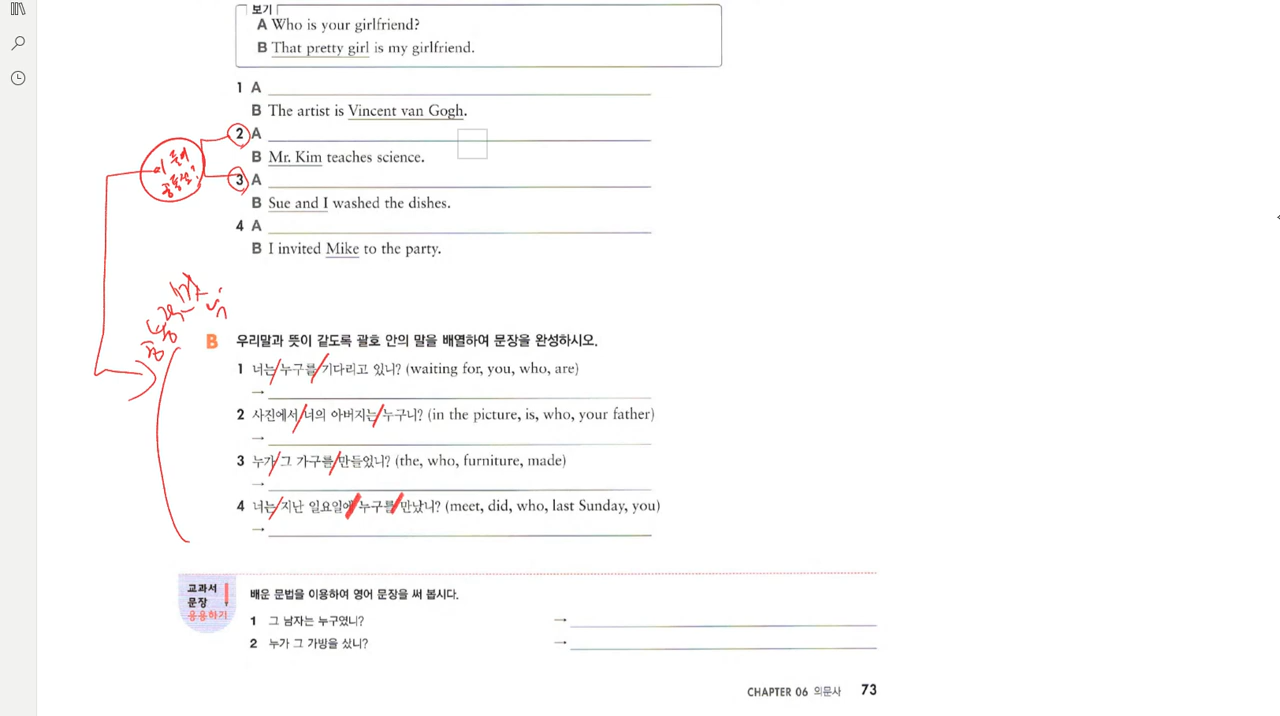 보기
A Who is your girlfriend?
B That pretty girl is my girlfriend.
1 A
B The artist is Vincent van Gogh.
2 A
B Mr. Kim teaches science.
3 A
B Sue and I washed the dishes.
4 A
B I invited Mike to the party.
B 우리말과 뜻이 같도록 괄호 안의 말을 배열하여 문장을 완성하시오.
1 너는/누구를/기다리고 있니? (waiting for, you, who, are)
→
2 사진에서/너의 아버지는/누구니? (in the picture, is, who, your father)
→
3 누가/그 가구를/만들었니? (the, who, furniture, made)
→
4 너는/지난 일요일에/누구를/만났니? (meet, did, who, last Sunday, you)
→
교과서
문장
응용하기
배운 문법을 이용하여 영어 문장을 써 봅시다.
1 그 남자는 누구였니? →
2 누가 그 가방을 샀니? →
CHAPTER 06 의문사 73